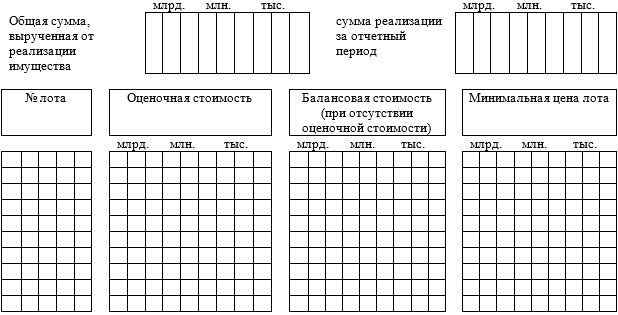 млрд. млн. тыс. млрд. млн. тыс.
Общая сумма, сумма реализации
вырученная от за отчетный
реализации период
имущества
№ лота Оценочная стоимость Балансовая стоимость Минимальная цена лота
(при отсутствии
оценочной стоимости)
млрд. млн. тыс. млрд. млн. тыс. млрд. млн. тыс.